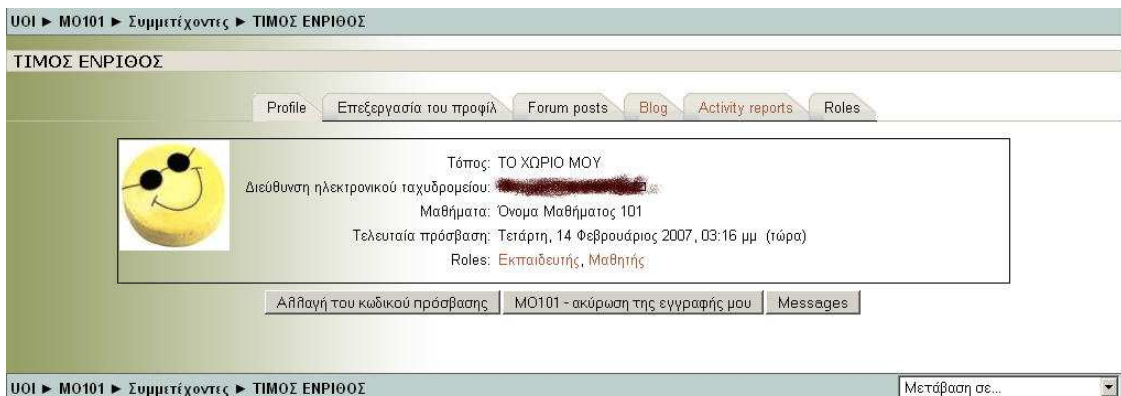 UOI ► MO101 ► Συμμετέχοντες ► ΤΙΜΟΣ ΕΝΡΙΘΟΣ
ΤΙΜΟΣ ΕΝΡΙΘΟΣ
Profile Επεξεργασία του προφίλ Forum posts Blog Activity reports Roles
Τόπος: ΤΟ ΧΩΡΙΟ ΜΟΥ
Διεύθυνση ηλεκτρονικού ταχυδρομείου:
Μαθήματα: Όνομα Μαθήματος 101
Τελευταία πρόσβαση: Τετάρτη, 14 Φεβρουάριος 2007, 03:16 μμ (τώρα)
Roles: Εκπαιδευτής, Μαθητής
Αλλαγή του κωδικού πρόσβασης MO101 - ακύρωση της εγγραφής μου Messages
UOI ► MO101 ► Συμμετέχοντες ► ΤΙΜΟΣ ΕΝΡΙΘΟΣ Μετάβαση σε...